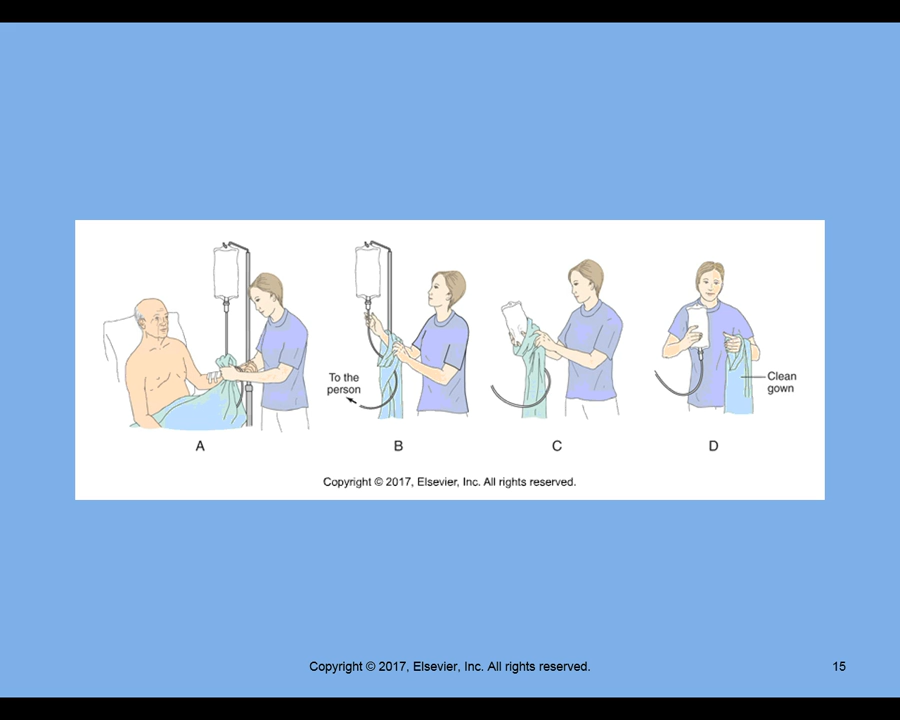 To the
person
Clean
gown
A
B
C
D
Copyright © 2017, Elsevier, Inc. All rights reserved.
Copyright © 2017, Elsevier, Inc. All rights reserved.
15